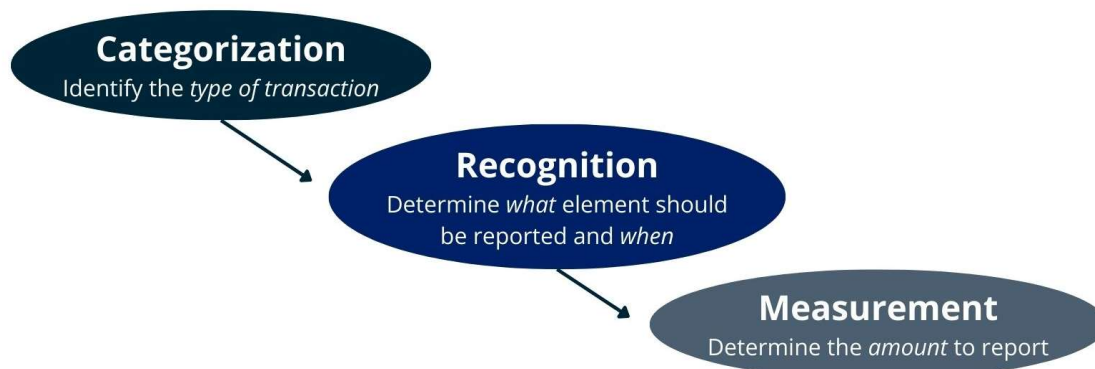 Categorization
Identify the type of transaction
Recognition
Determine what element should
be reported and when
Measurement
Determine the amount to report